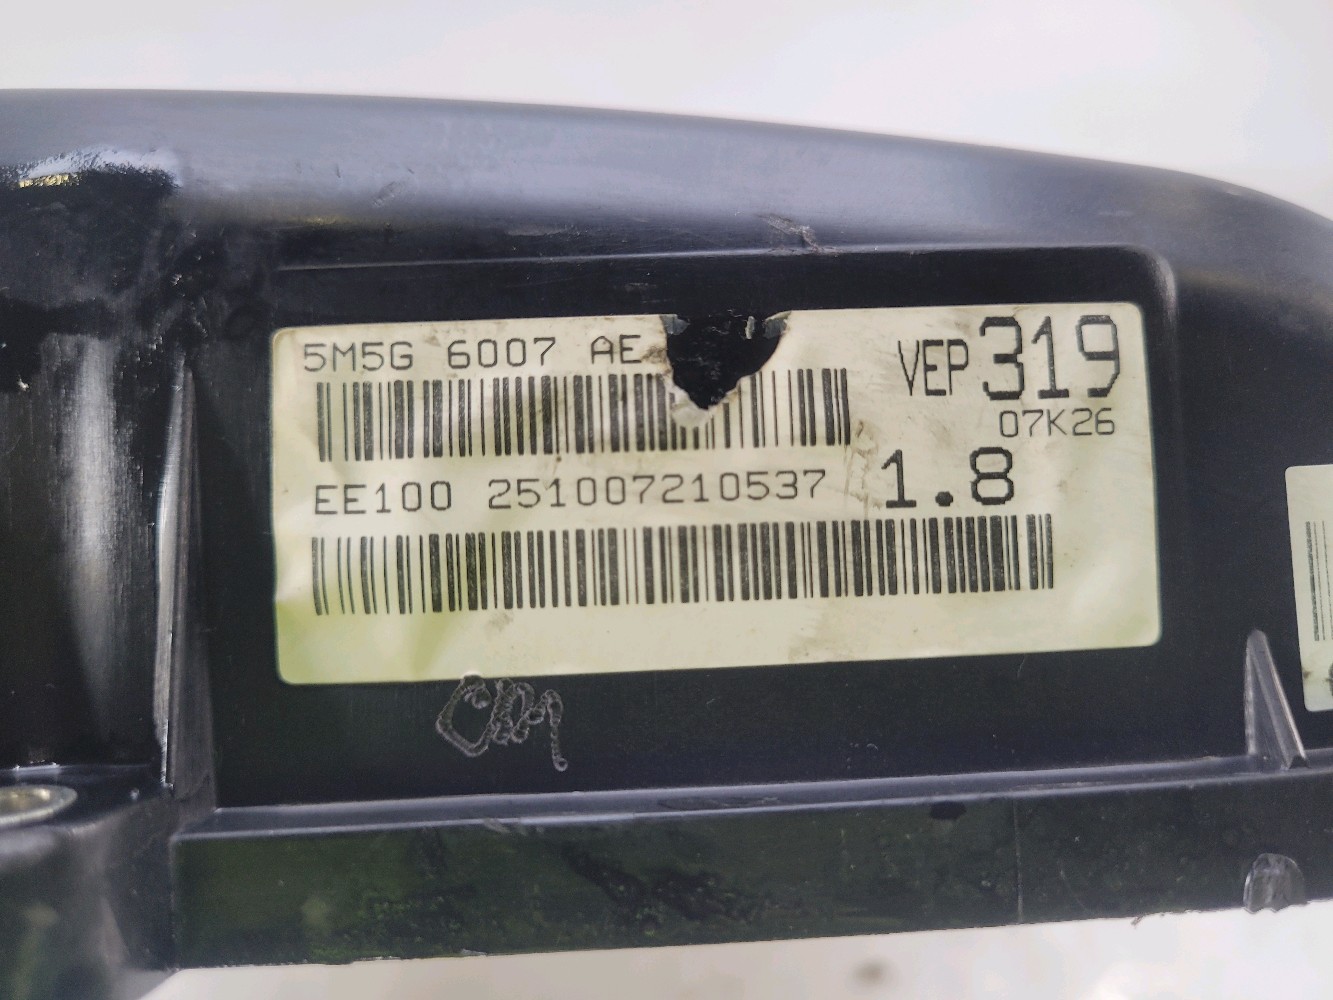 5M5G 6007 AE
VEP 319
07K26
EE100 251007210537
1.8